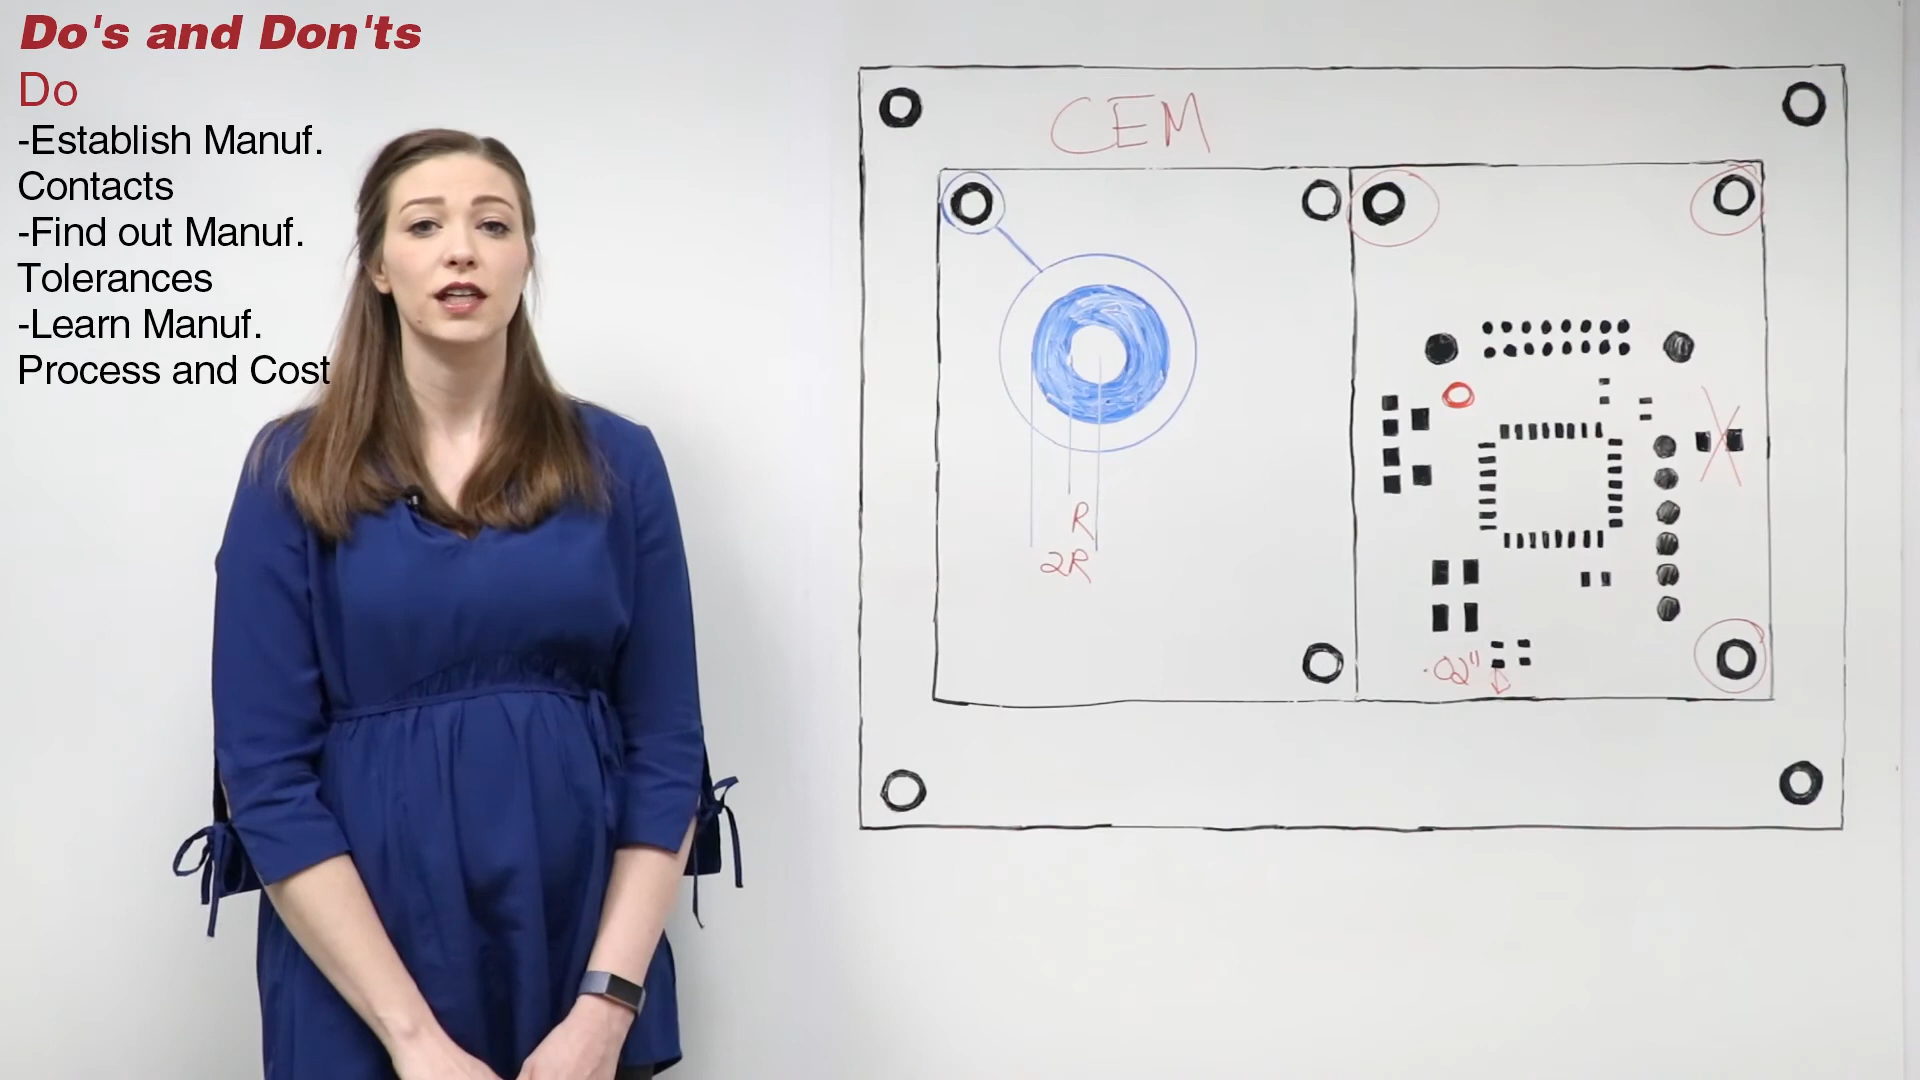 Do's and Don'ts
Do
-Establish Manuf.
Contacts
-Find out Manuf.
Tolerances
-Learn Manuf.
Process and Cost
CEM
R
2R
.02"